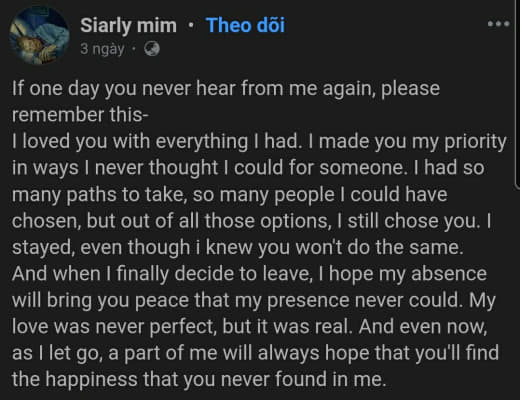 Siarly mim • Theo dõi
3 ngày ·
If one day you never hear from me again, please
remember this-
I loved you with everything I had. I made you my priority
in ways I never thought I could for someone. I had so
many paths to take, so many people I could have
chosen, but out of all those options, I still chose you. I
stayed, even though i knew you won't do the same.
And when I finally decide to leave, I hope my absence
will bring you peace that my presence never could. My
love was never perfect, but it was real. And even now,
as I let go, a part of me will always hope that you'll find
the happiness that you never found in me.